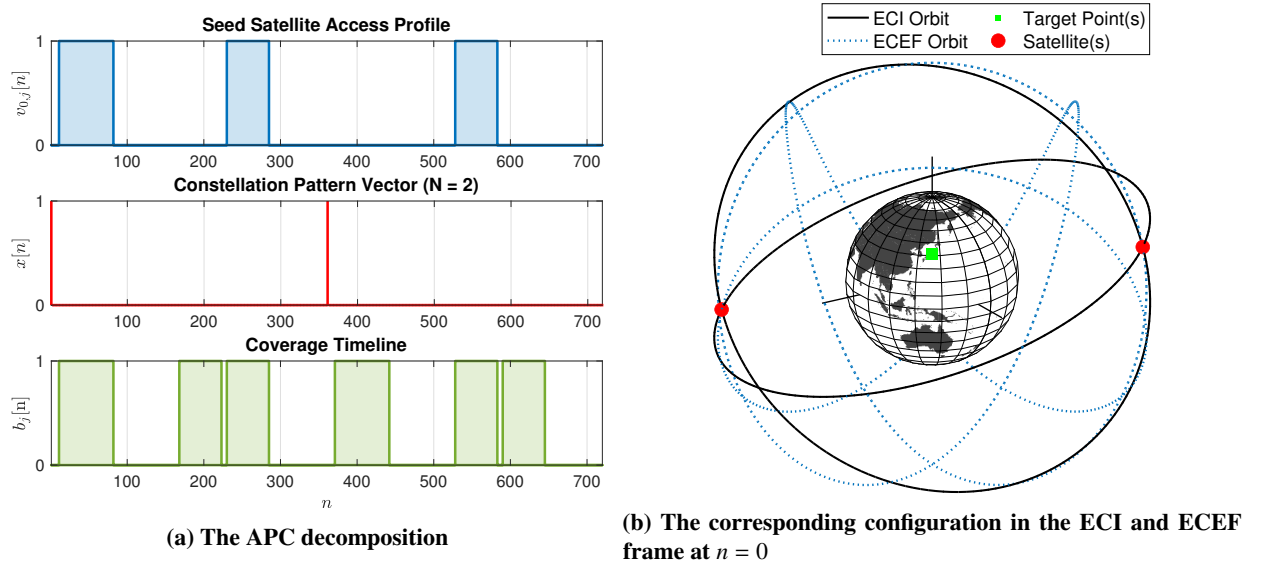 Seed Satellite Access Profile
1
v_{0,j}[n]
0
100 200 300 400 500 600 700
Constellation Pattern Vector (N = 2)
1
x[n]
0
100 200 300 400 500 600 700
Coverage Timeline
1
b_j[n]
0
100 200 300 400 500 600 700
n
(a) The APC decomposition
ECI Orbit
ECEF Orbit
Target Point(s)
Satellite(s)
(b) The corresponding configuration in the ECI and ECEF
frame at n = 0